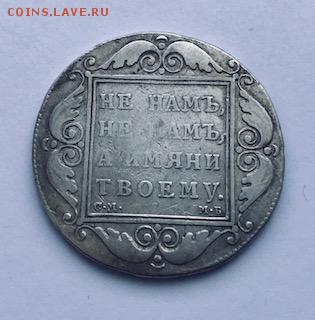 COINS.LAVE.RU
НЕ НАМЪ,
НЕ НАМЪ,
А ИМЯНИ
ТВОЕМУ.
С·М· М·Б